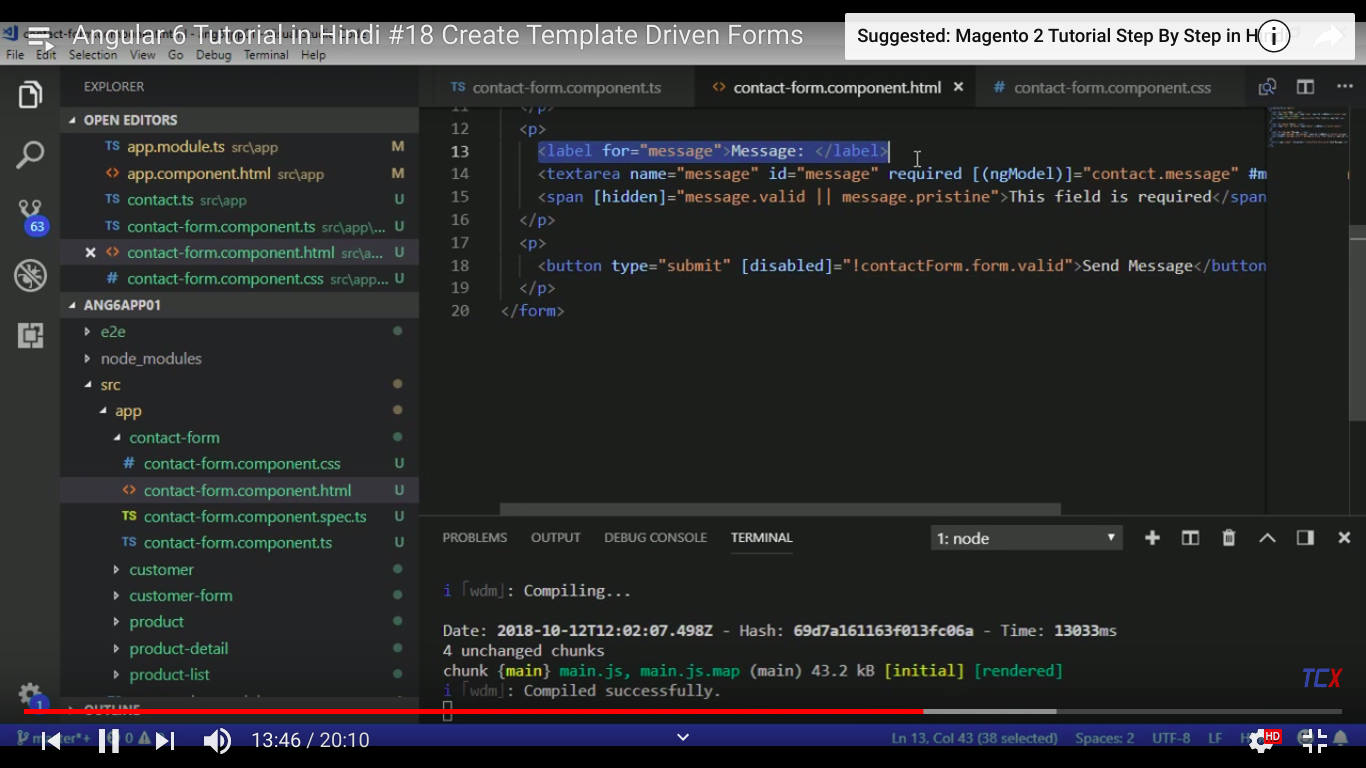 Angular 6 Tutorial in Hindi #18 Create Template Driven Forms
Suggested: Magento 2 Tutorial Step By Step in H
File Edit Selection View Go Debug Terminal Help
EXPLORER
TS contact-form.component.ts
<> contact-form.component.html
# contact-form.component.css
OPEN EDITORS
TS app.module.ts src\app M
<> app.component.html src\app M
TS contact.ts src\app U
TS contact-form.component.ts src\app\... U
<> contact-form.component.html src\a... U
# contact-form.component.css src\app... U
63
ANG6APP01
e2e
node_modules
src
app
contact-form
# contact-form.component.css U
<> contact-form.component.html U
TS contact-form.component.spec.ts U
TS contact-form.component.ts U
customer
customer-form
product
product-detail
product-list
OUTLINE
1
11 </p>
12 <p>
13 <label for="message">Message: </label>
14 <textarea name="message" id="message" required [(ngModel)]="contact.message" #m
15 <span [hidden]="message.valid || message.pristine">This field is required</span
16 </p>
17 <p>
18 <button type="submit" [disabled]="!contactForm.form.valid">Send Message</button
19 </p>
20 </form>
PROBLEMS OUTPUT DEBUG CONSOLE TERMINAL 1: node
i ｢wdm｣: Compiling...
Date: 2018-10-12T12:02:07.498Z - Hash: 69d7a161163f013fc06a - Time: 13033ms
4 unchanged chunks
chunk {main} main.js, main.js.map (main) 43.2 kB [initial] [rendered]
i ｢wdm｣: Compiled successfully.
TCX
13:46 / 20:10
Ln 13, Col 43 (38 selected) Spaces: 2 UTF-8 LF
HD